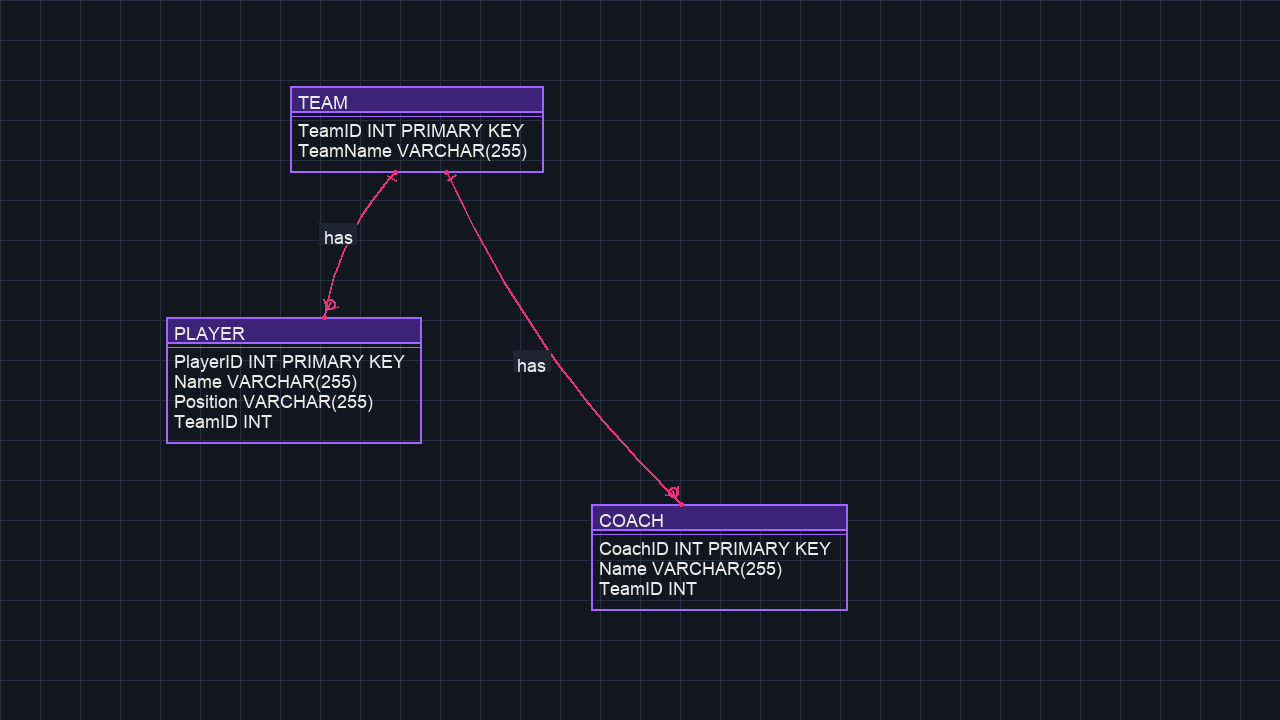 TEAM
TeamID INT PRIMARY KEY
TeamName VARCHAR(255)
has
PLAYER
PlayerID INT PRIMARY KEY
Name VARCHAR(255)
Position VARCHAR(255)
TeamID INT
has
COACH
CoachID INT PRIMARY KEY
Name VARCHAR(255)
TeamID INT